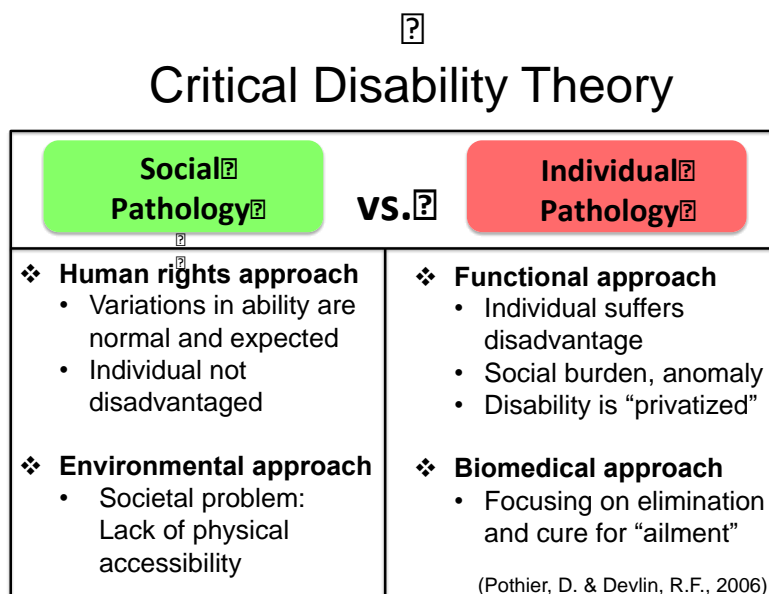 Critical Disability Theory
Social
Pathology
vs.
Individual
Pathology
❖ Human rights approach
• Variations in ability are
normal and expected
• Individual not
disadvantaged
❖ Environmental approach
• Societal problem:
Lack of physical
accessibility
❖ Functional approach
• Individual suffers
disadvantage
• Social burden, anomaly
• Disability is “privatized”
❖ Biomedical approach
• Focusing on elimination
and cure for “ailment”
(Pothier, D. & Devlin, R.F., 2006)